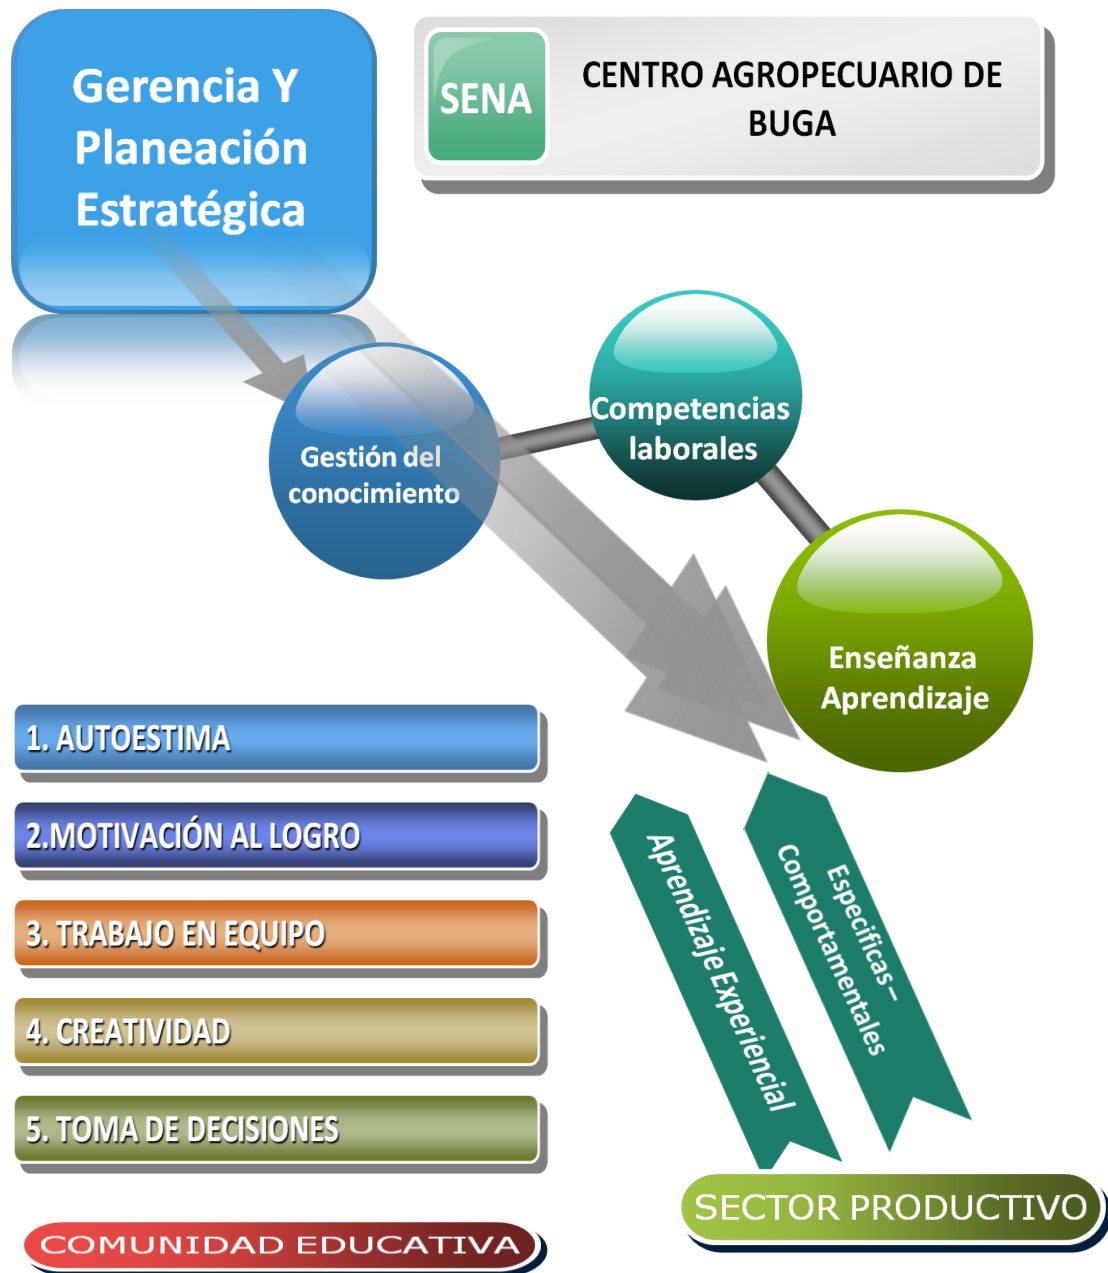 Gerencia Y
Planeación
Estratégica
SENA
CENTRO AGROPECUARIO DE
BUGA
Competencias
laborales
Gestión del
conocimiento
Enseñanza
Aprendizaje
1. AUTOESTIMA
2.MOTIVACIÓN AL LOGRO
3. TRABAJO EN EQUIPO
4. CREATIVIDAD
5. TOMA DE DECISIONES
Aprendizaje Experiencial
Especificas –
Comportamentales
SECTOR PRODUCTIVO
COMUNIDAD EDUCATIVA